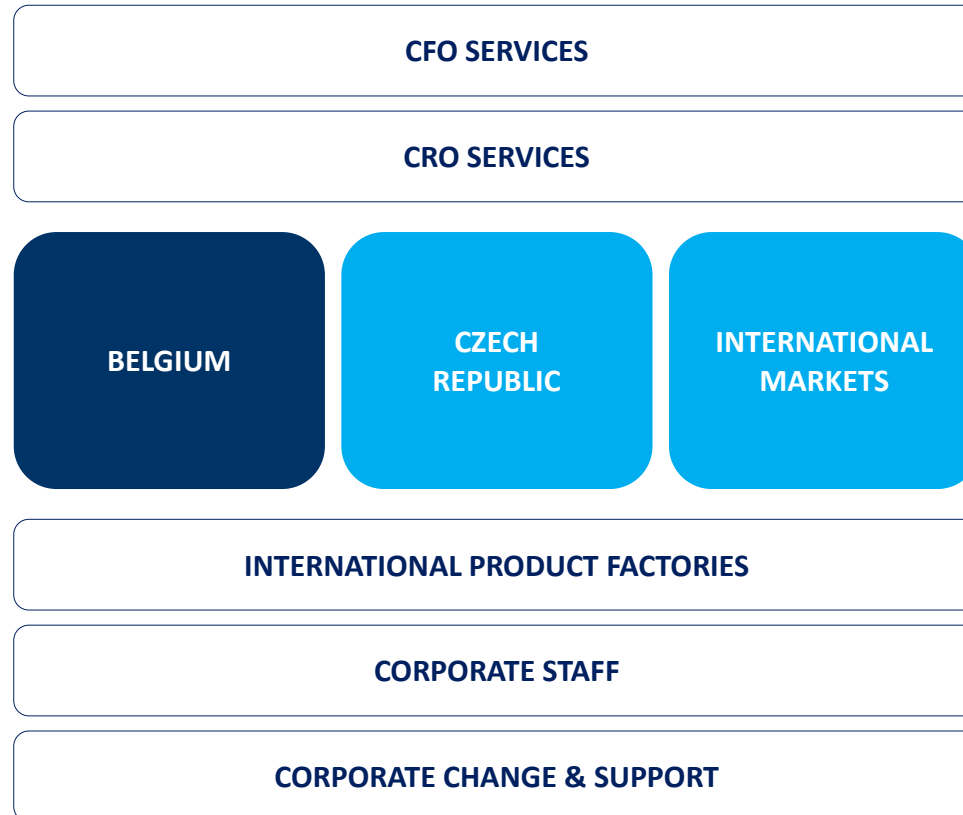 CFO SERVICES
CRO SERVICES
BELGIUM
CZECH
REPUBLIC
INTERNATIONAL
MARKETS
INTERNATIONAL PRODUCT FACTORIES
CORPORATE STAFF
CORPORATE CHANGE & SUPPORT